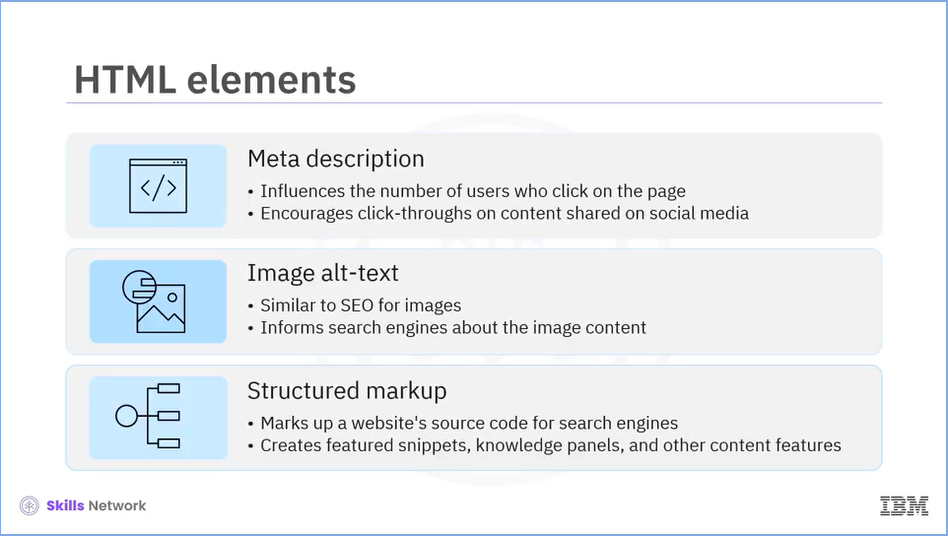 HTML elements
</>
Meta description
• Influences the number of users who click on the page
• Encourages click-throughs on content shared on social media
Image alt-text
• Similar to SEO for images
• Informs search engines about the image content
Structured markup
• Marks up a website's source code for search engines
• Creates featured snippets, knowledge panels, and other content features
Skills Network
IBM